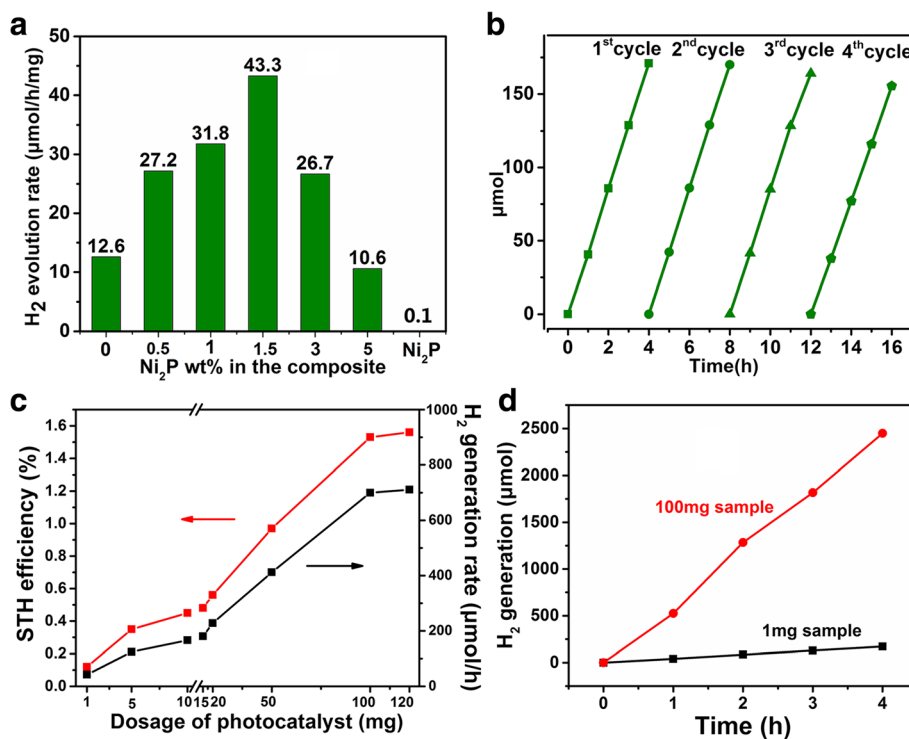 a
H2 evolution rate (μmol/h/mg)
50
40
30
20
10
0
12.6
27.2
31.8
43.3
26.7
10.6
0.1
0 0.5 1 1.5 3 5 Ni2P
Ni2P wt% in the composite
b
1st cycle 2nd cycle 3rd cycle 4th cycle
μmol
150
100
50
0
0 2 4 6 8 10 12 14 16
Time(h)
c
STH efficiency (%)
1.6
1.4
1.2
1.0
0.8
0.6
0.4
0.2
0.0
1000
800
600
400
200
0
H2 generation rate (μmol/h)
1 5 10 15 20 50 100 120
Dosage of photocatalyst (mg)
d
H2 generation (μmol)
2500
2000
1500
1000
500
0
100mg sample
1mg sample
0 1 2 3 4
Time (h)